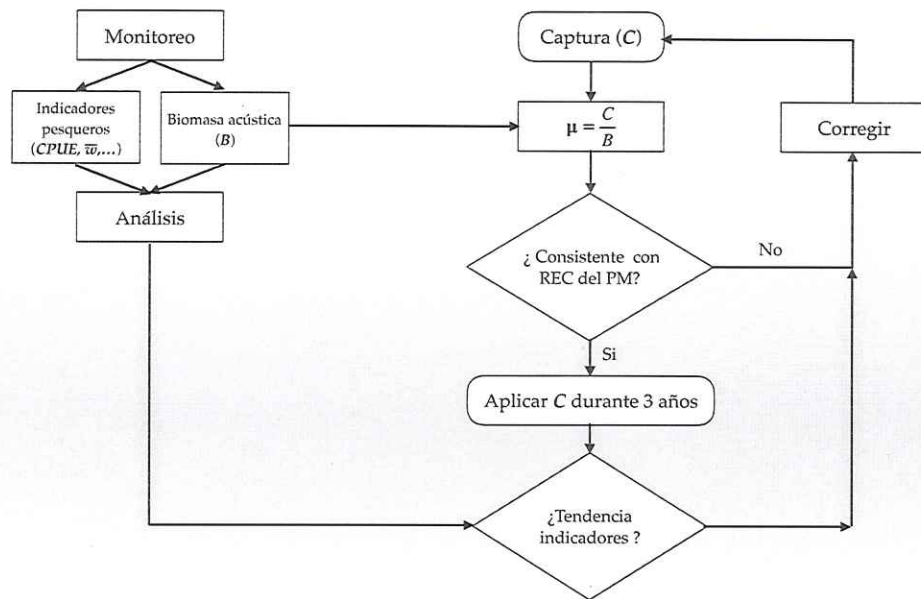 Monitoreo
Indicadores
pesqueros
(CPUE, w̅,...)
Biomasa acústica
(B)
Análisis
Captura (C)
μ = C/B
¿ Consistente con
REC del PM?
No
Corregir
Si
Aplicar C durante 3 años
¿Tendencia
indicadores ?